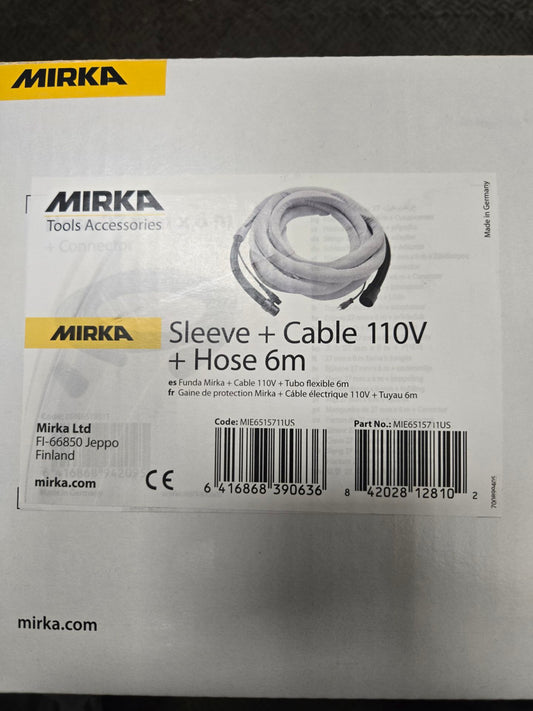 MIRKA
MIRKA
Tools Accessories
Made in Germany
+ Connector
MIRKA
Sleeve + Cable 110V
+ Hose 6m
es Funda Mirka + Cable 110V + Tubo flexible 6m
fr Gaine de protection Mirka + Câble électrique 110V + Tuyau 6m
Mirka Ltd
FI-66850 Jeppo
Finland
mirka.com
CE
Code: MIE6515711US
6 416868 390636
Part No.: MIE6515711US
8 42028 12810 2
mirka.com